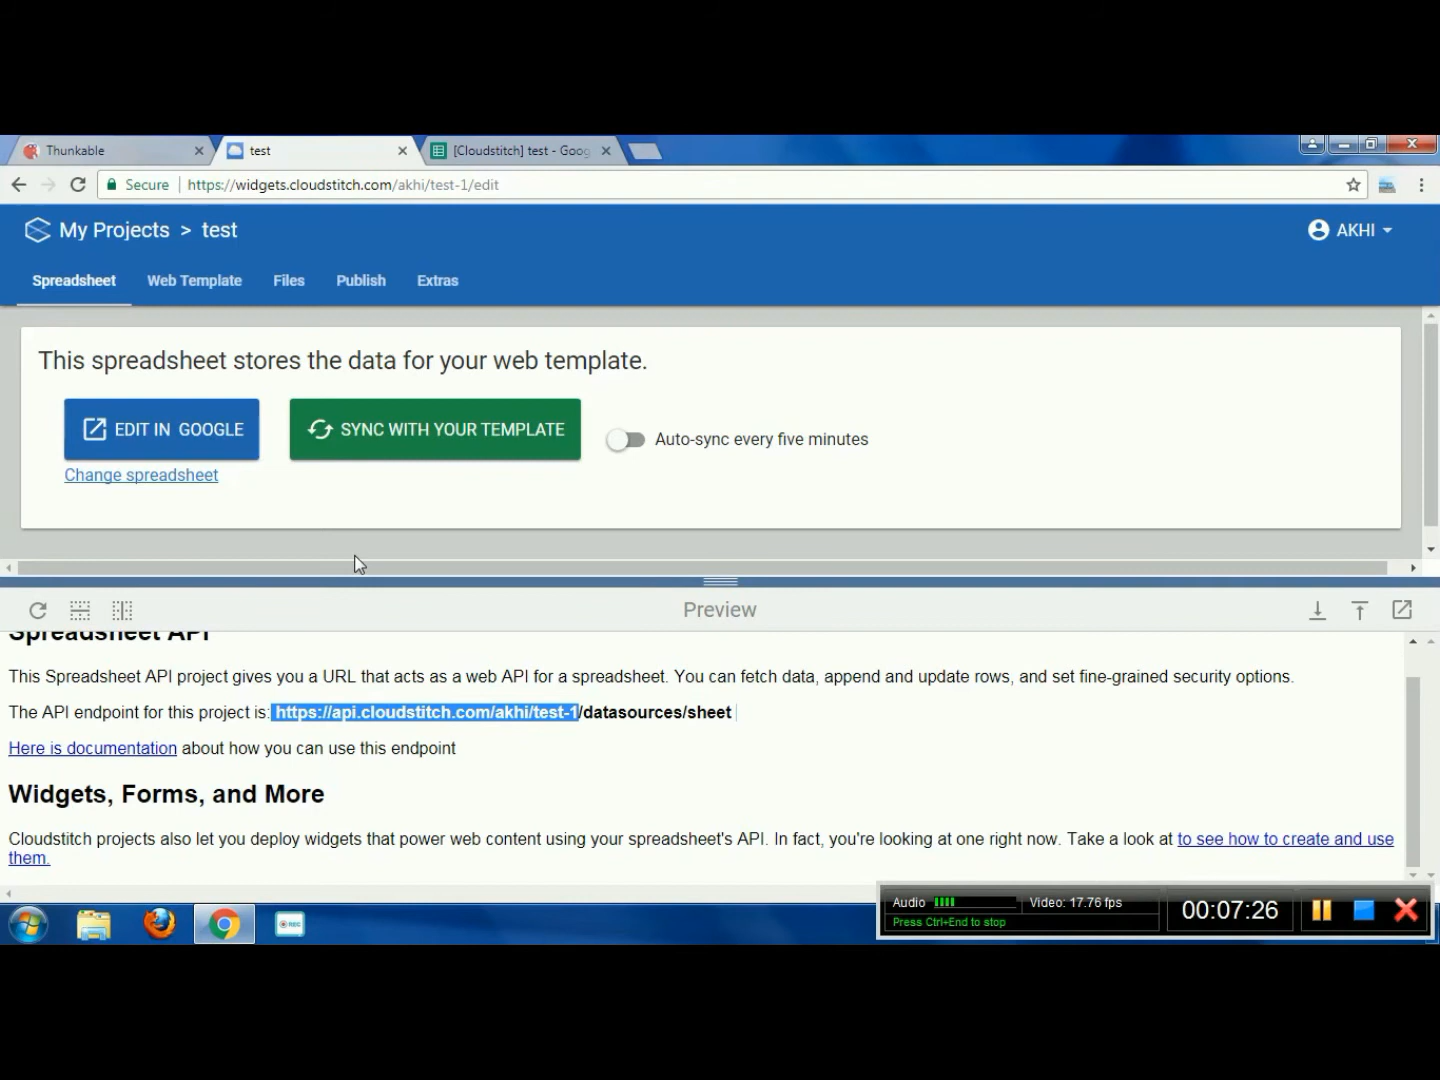 Thunkable
test
[Cloudstitch] test - Goog
Secure
https://widgets.cloudstitch.com/akhi/test-1/edit
My Projects > test
AKHI
Spreadsheet
Web Template
Files
Publish
Extras
This spreadsheet stores the data for your web template.
EDIT IN GOOGLE
SYNC WITH YOUR TEMPLATE
Auto-sync every five minutes
Change spreadsheet
Preview
Spreadsheet API
This Spreadsheet API project gives you a URL that acts as a web API for a spreadsheet. You can fetch data, append and update rows, and set fine-grained security options.
The API endpoint for this project is: https://api.cloudstitch.com/akhi/test-1/datasources/sheet
Here is documentation about how you can use this endpoint
Widgets, Forms, and More
Cloudstitch projects also let you deploy widgets that power web content using your spreadsheet's API. In fact, you're looking at one right now. Take a look at to see how to create and use
them.
Audio
Video: 17.76 fps
Press Ctrl+End to stop
00:07:26
REC